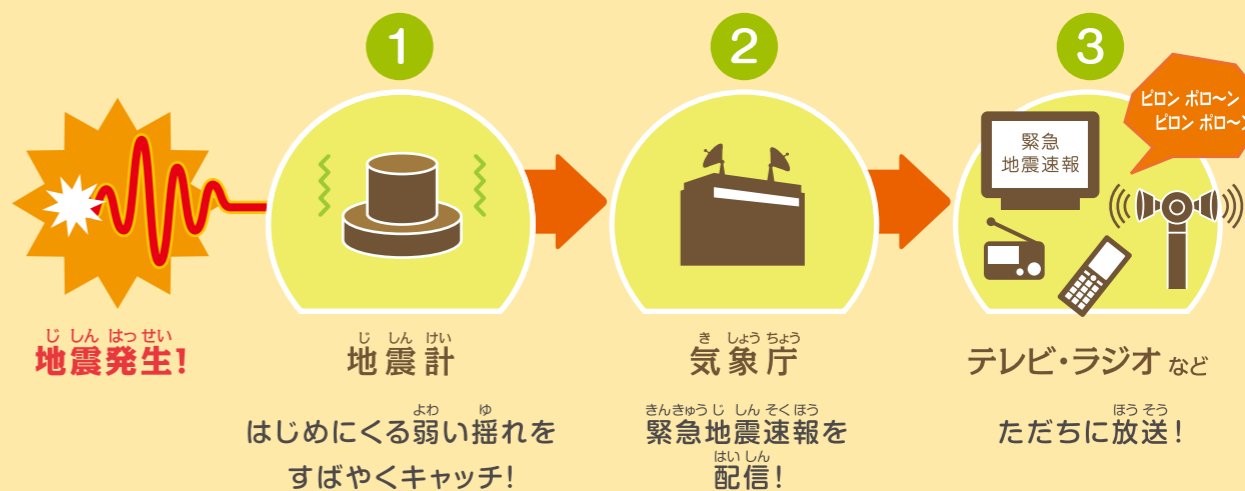 1
2
3
ピロン ポロ～ン
ピロン ポロ～ン
緊急
地震速報
じ しん はっ せい
地震発生!
じ しん けい
地震計
はじめにくる弱い揺れを
よわ ゆ
すばやくキャッチ!
き しょう ちょう
気象庁
きんきゅう じ しん そく ほう
緊急地震速報を
はい しん
配信!
テレビ・ラジオ など
ほう そう
ただちに放送!